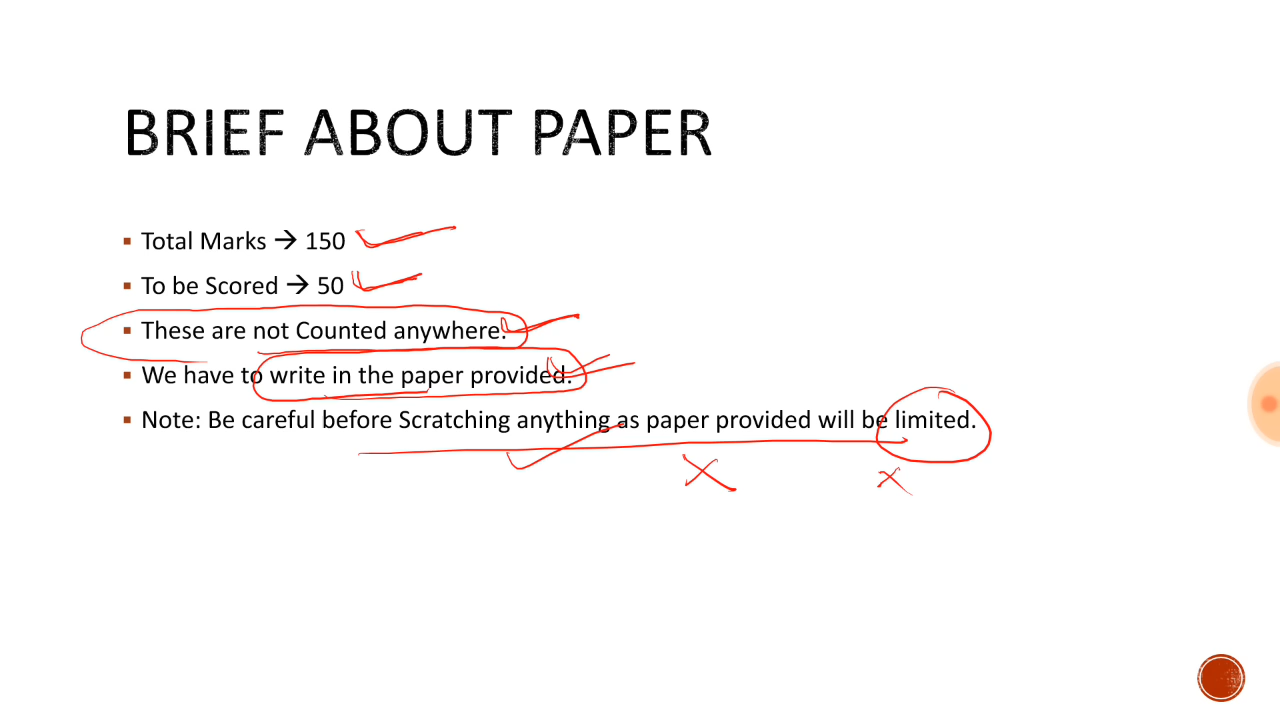 BRIEF ABOUT PAPER
▪ Total Marks → 150
▪ To be Scored → 50
▪ These are not Counted anywhere.
▪ We have to write in the paper provided.
▪ Note: Be careful before Scratching anything as paper provided will be limited.